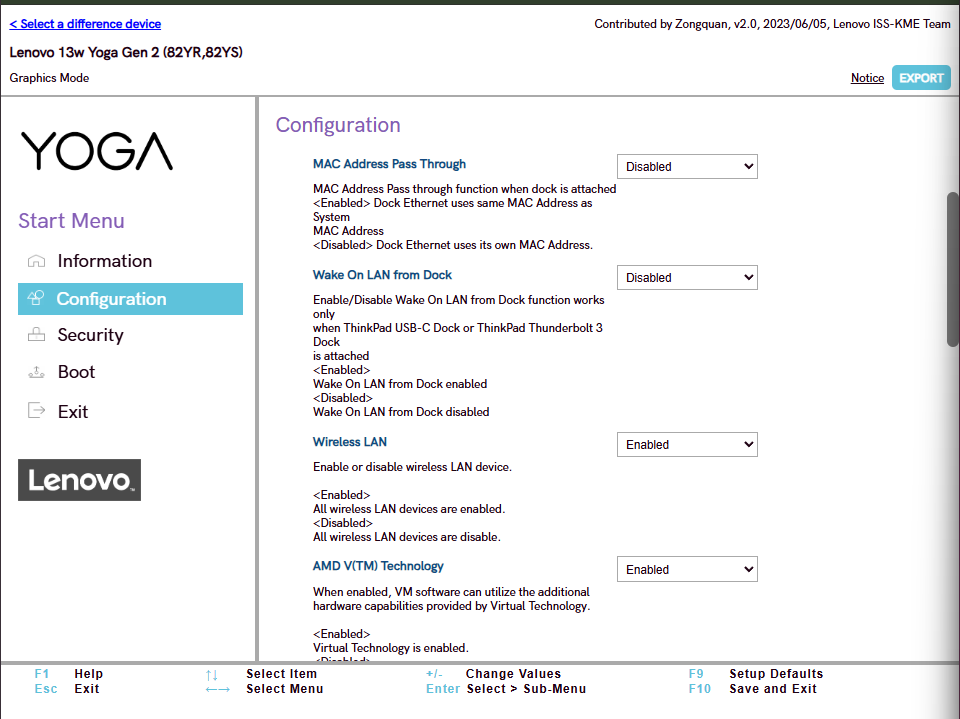 < Select a difference device
Contributed by Zongquan, v2.0, 2023/06/05, Lenovo ISS-KME Team
Lenovo 13w Yoga Gen 2 (82YR,82YS)
Graphics Mode
Notice
EXPORT
YOGA
Start Menu
Information
Configuration
Security
Boot
Exit
Lenovo
Configuration
MAC Address Pass Through
Disabled
MAC Address Pass through function when dock is attached
<Enabled> Dock Ethernet uses same MAC Address as
System
MAC Address
<Disabled> Dock Ethernet uses its own MAC Address.
Wake On LAN from Dock
Disabled
Enable/Disable Wake On LAN from Dock function works
only
when ThinkPad USB-C Dock or ThinkPad Thunderbolt 3
Dock
is attached
<Enabled>
Wake On LAN from Dock enabled
<Disabled>
Wake On LAN from Dock disabled
Wireless LAN
Enabled
Enable or disable wireless LAN device.
<Enabled>
All wireless LAN devices are enabled.
<Disabled>
All wireless LAN devices are disable.
AMD V(TM) Technology
Enabled
When enabled, VM software can utilize the additional
hardware capabilities provided by Virtual Technology.
<Enabled>
Virtual Technology is enabled.
<Disabled>
F1 Help ↑↓ Select Item +/- Change Values F9 Setup Defaults
Esc Exit ←→ Select Menu Enter Select > Sub-Menu F10 Save and Exit